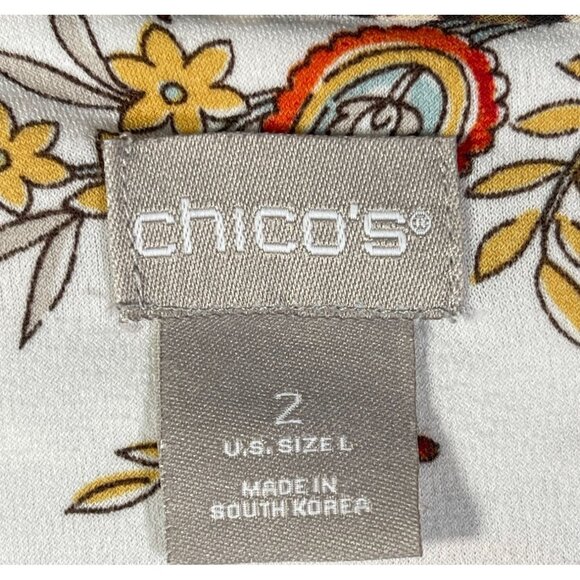 chico's®
2
U.S. SIZE L
MADE IN
SOUTH KOREA